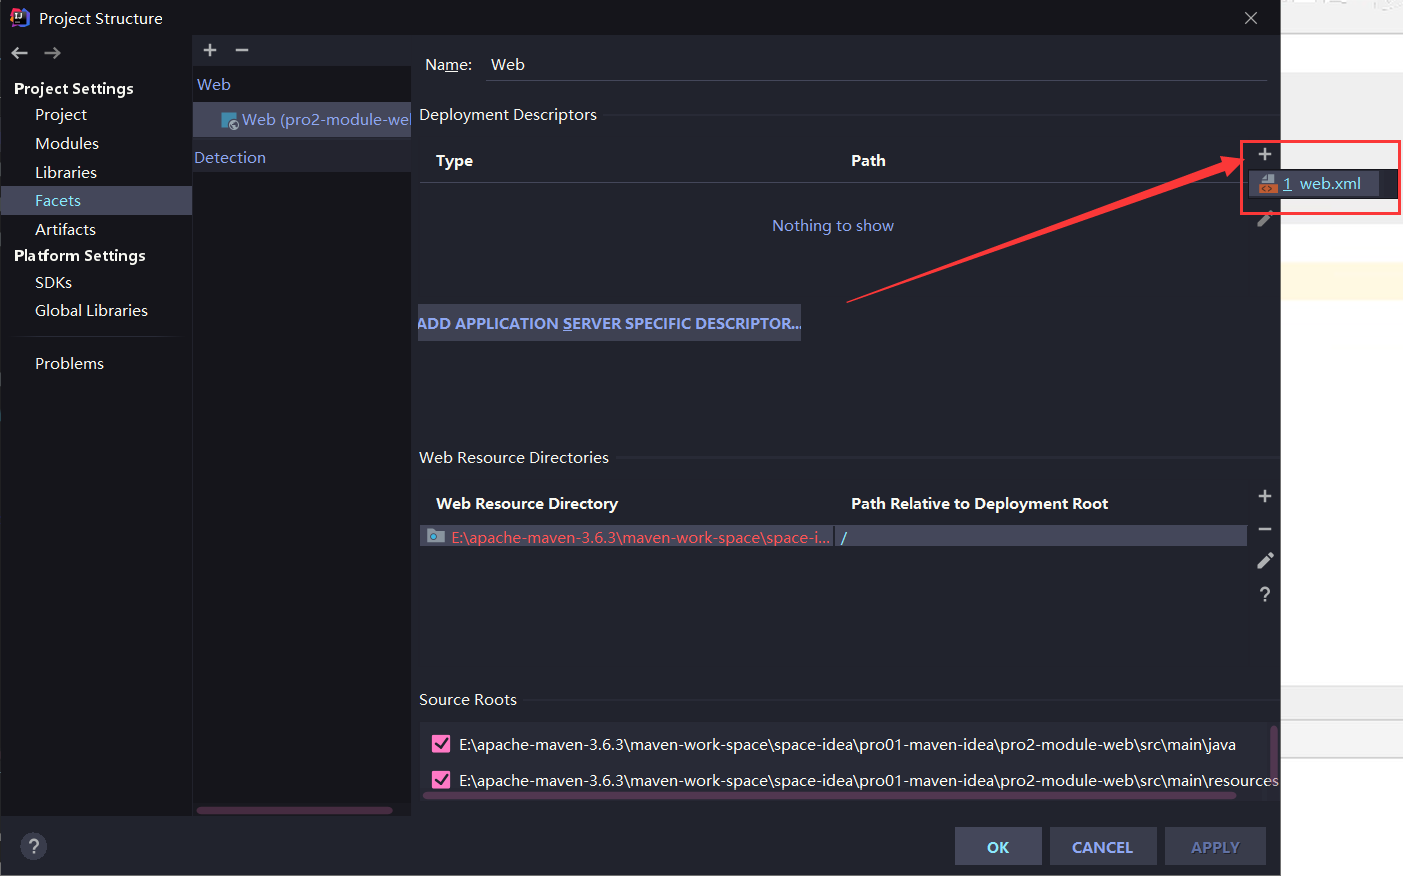 Project Structure
Project Settings
Project
Modules
Libraries
Facets
Artifacts
Platform Settings
SDKs
Global Libraries
Problems
Web
Web (pro2-module-we
Detection
Name: Web
Deployment Descriptors
Type Path
1 web.xml
Nothing to show
ADD APPLICATION SERVER SPECIFIC DESCRIPTOR...
Web Resource Directories
Web Resource Directory Path Relative to Deployment Root
E:\apache-maven-3.6.3\maven-work-space\space-i... /
?
Source Roots
E:\apache-maven-3.6.3\maven-work-space\space-idea\pro01-maven-idea\pro2-module-web\src\main\java
E:\apache-maven-3.6.3\maven-work-space\space-idea\pro01-maven-idea\pro2-module-web\src\main\resources
? OK CANCEL APPLY